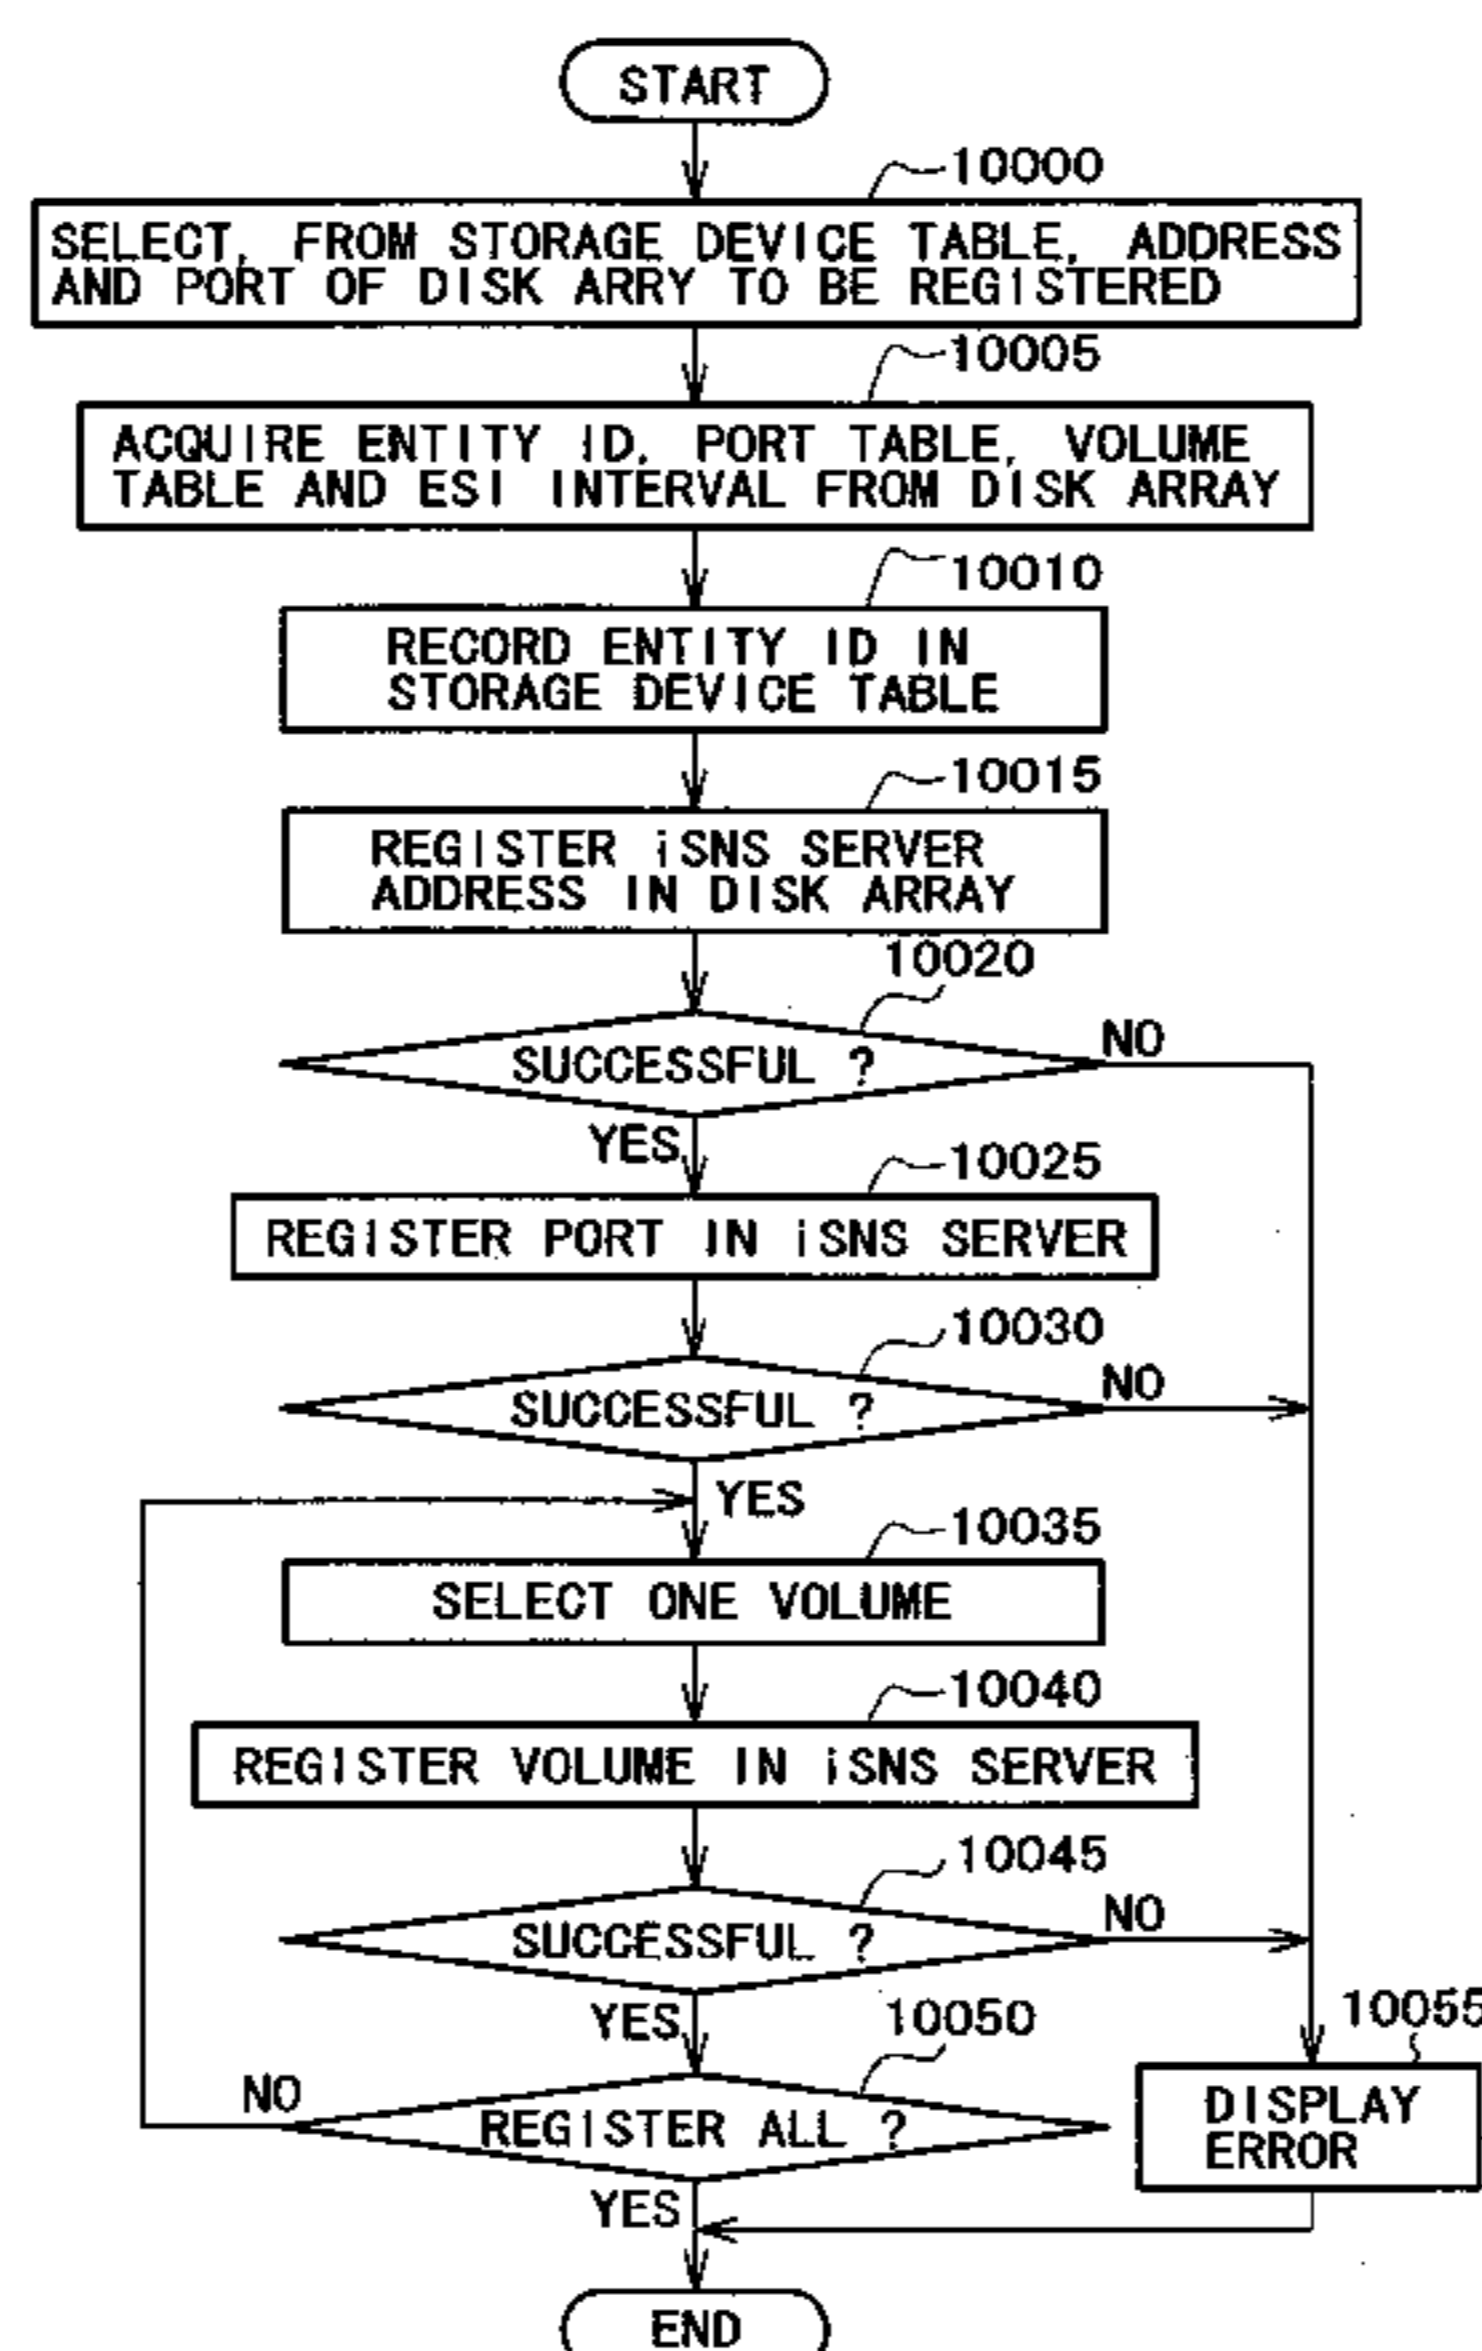 START
10000
SELECT, FROM STORAGE DEVICE TABLE, ADDRESS
AND PORT OF DISK ARRY TO BE REGISTERED
10005
ACQUIRE ENTITY ID, PORT TABLE, VOLUME
TABLE AND ESI INTERVAL FROM DISK ARRAY
10010
RECORD ENTITY ID IN
STORAGE DEVICE TABLE
10015
REGISTER iSNS SERVER
ADDRESS IN DISK ARRAY
10020
SUCCESSFUL ?
NO
YES
10025
REGISTER PORT IN iSNS SERVER
10030
SUCCESSFUL ?
NO
YES
10035
SELECT ONE VOLUME
10040
REGISTER VOLUME IN iSNS SERVER
10045
SUCCESSFUL ?
NO
YES
10050
10055
NO
REGISTER ALL ?
DISPLAY
ERROR
YES
END